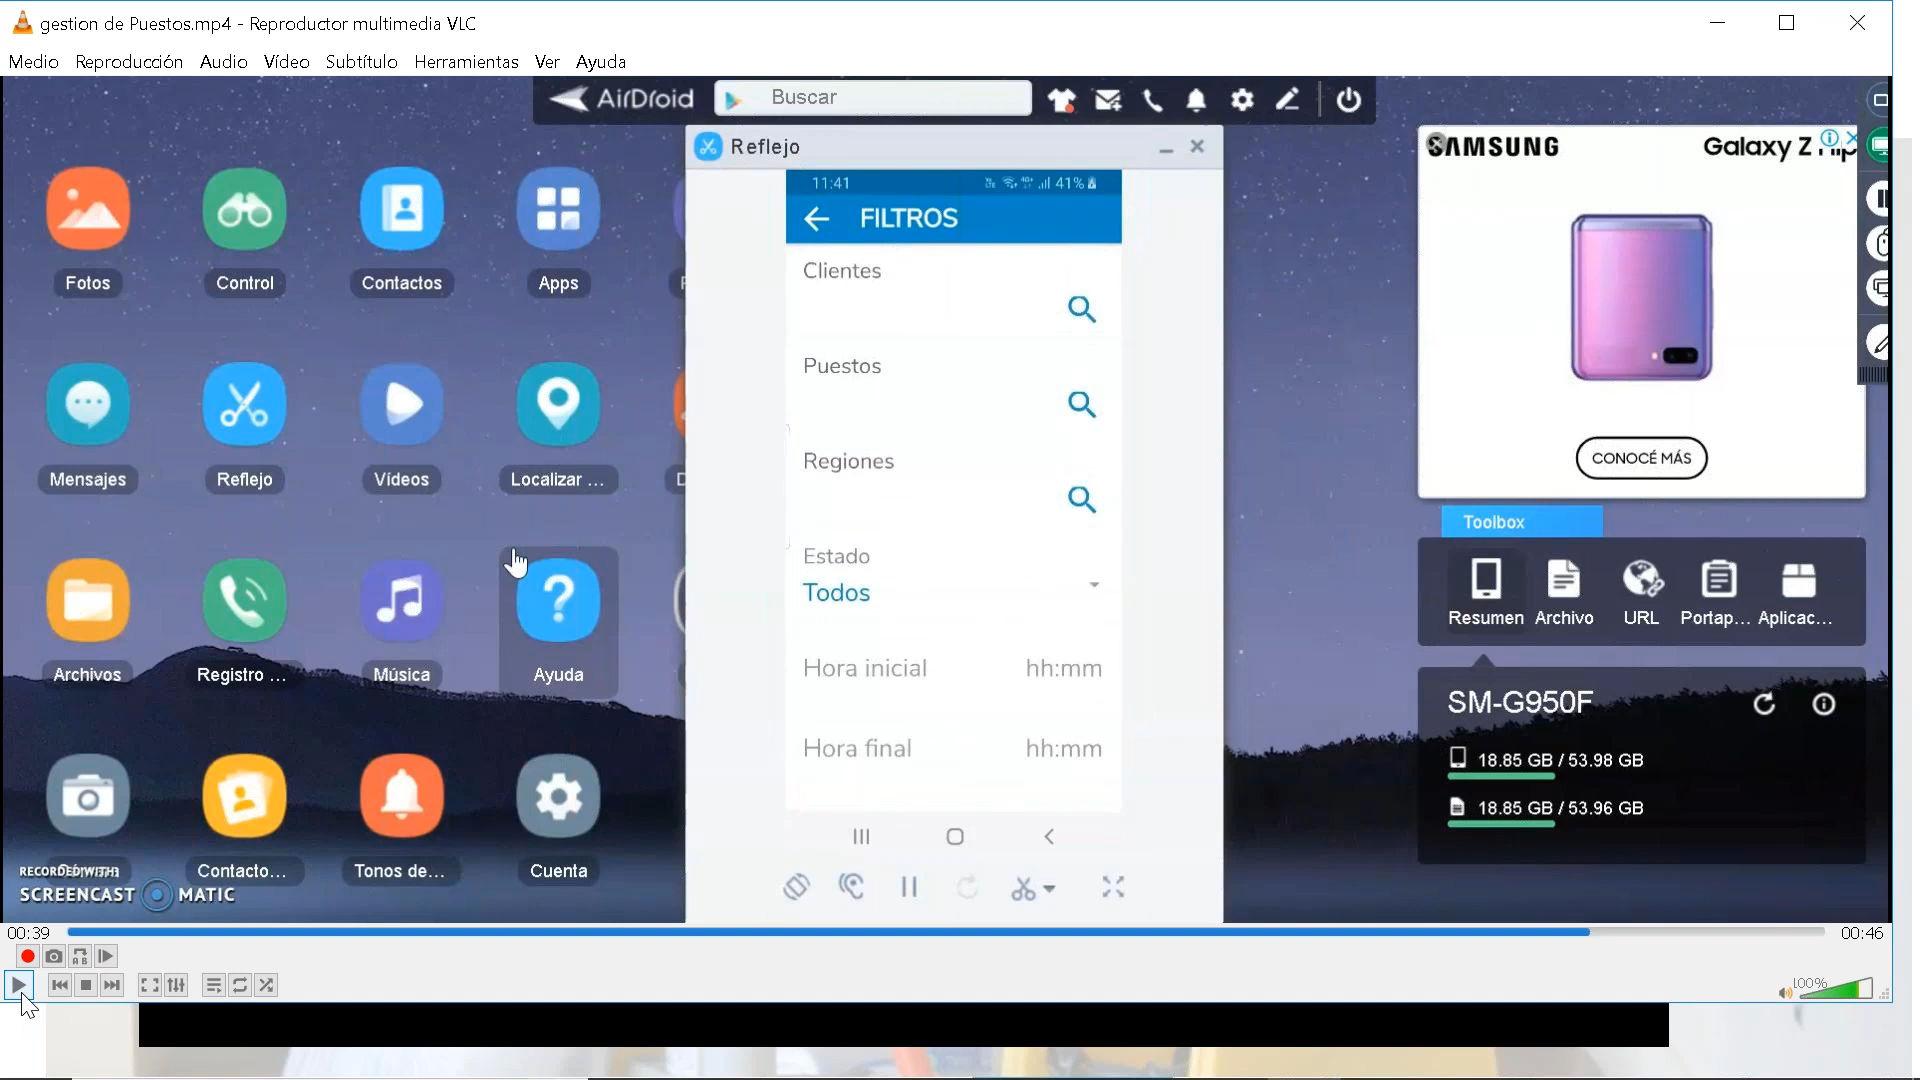 gestion de Puestos.mp4 - Reproductor multimedia VLC
Medio Reproducción Audio Vídeo Subtítulo Herramientas Ver Ayuda
AirDroid
Buscar
Reflejo
SAMSUNG
Galaxy Z Flip
Fotos
Control
Contactos
Apps
11:41
41%
FILTROS
Clientes
Puestos
Regiones
Estado
Todos
Hora inicial hh:mm
Hora final hh:mm
CONOCÉ MÁS
Mensajes
Reflejo
Vídeos
Localizar ...
Toolbox
Resumen
Archivo
URL
Portap...
Aplicac...
Archivos
Registro ...
Música
Ayuda
SM-G950F
18.85 GB / 53.98 GB
18.85 GB / 53.96 GB
Contacto...
Tonos de...
Cuenta
RECORDED WITH
SCREENCAST MATIC
00:39
00:46
100%